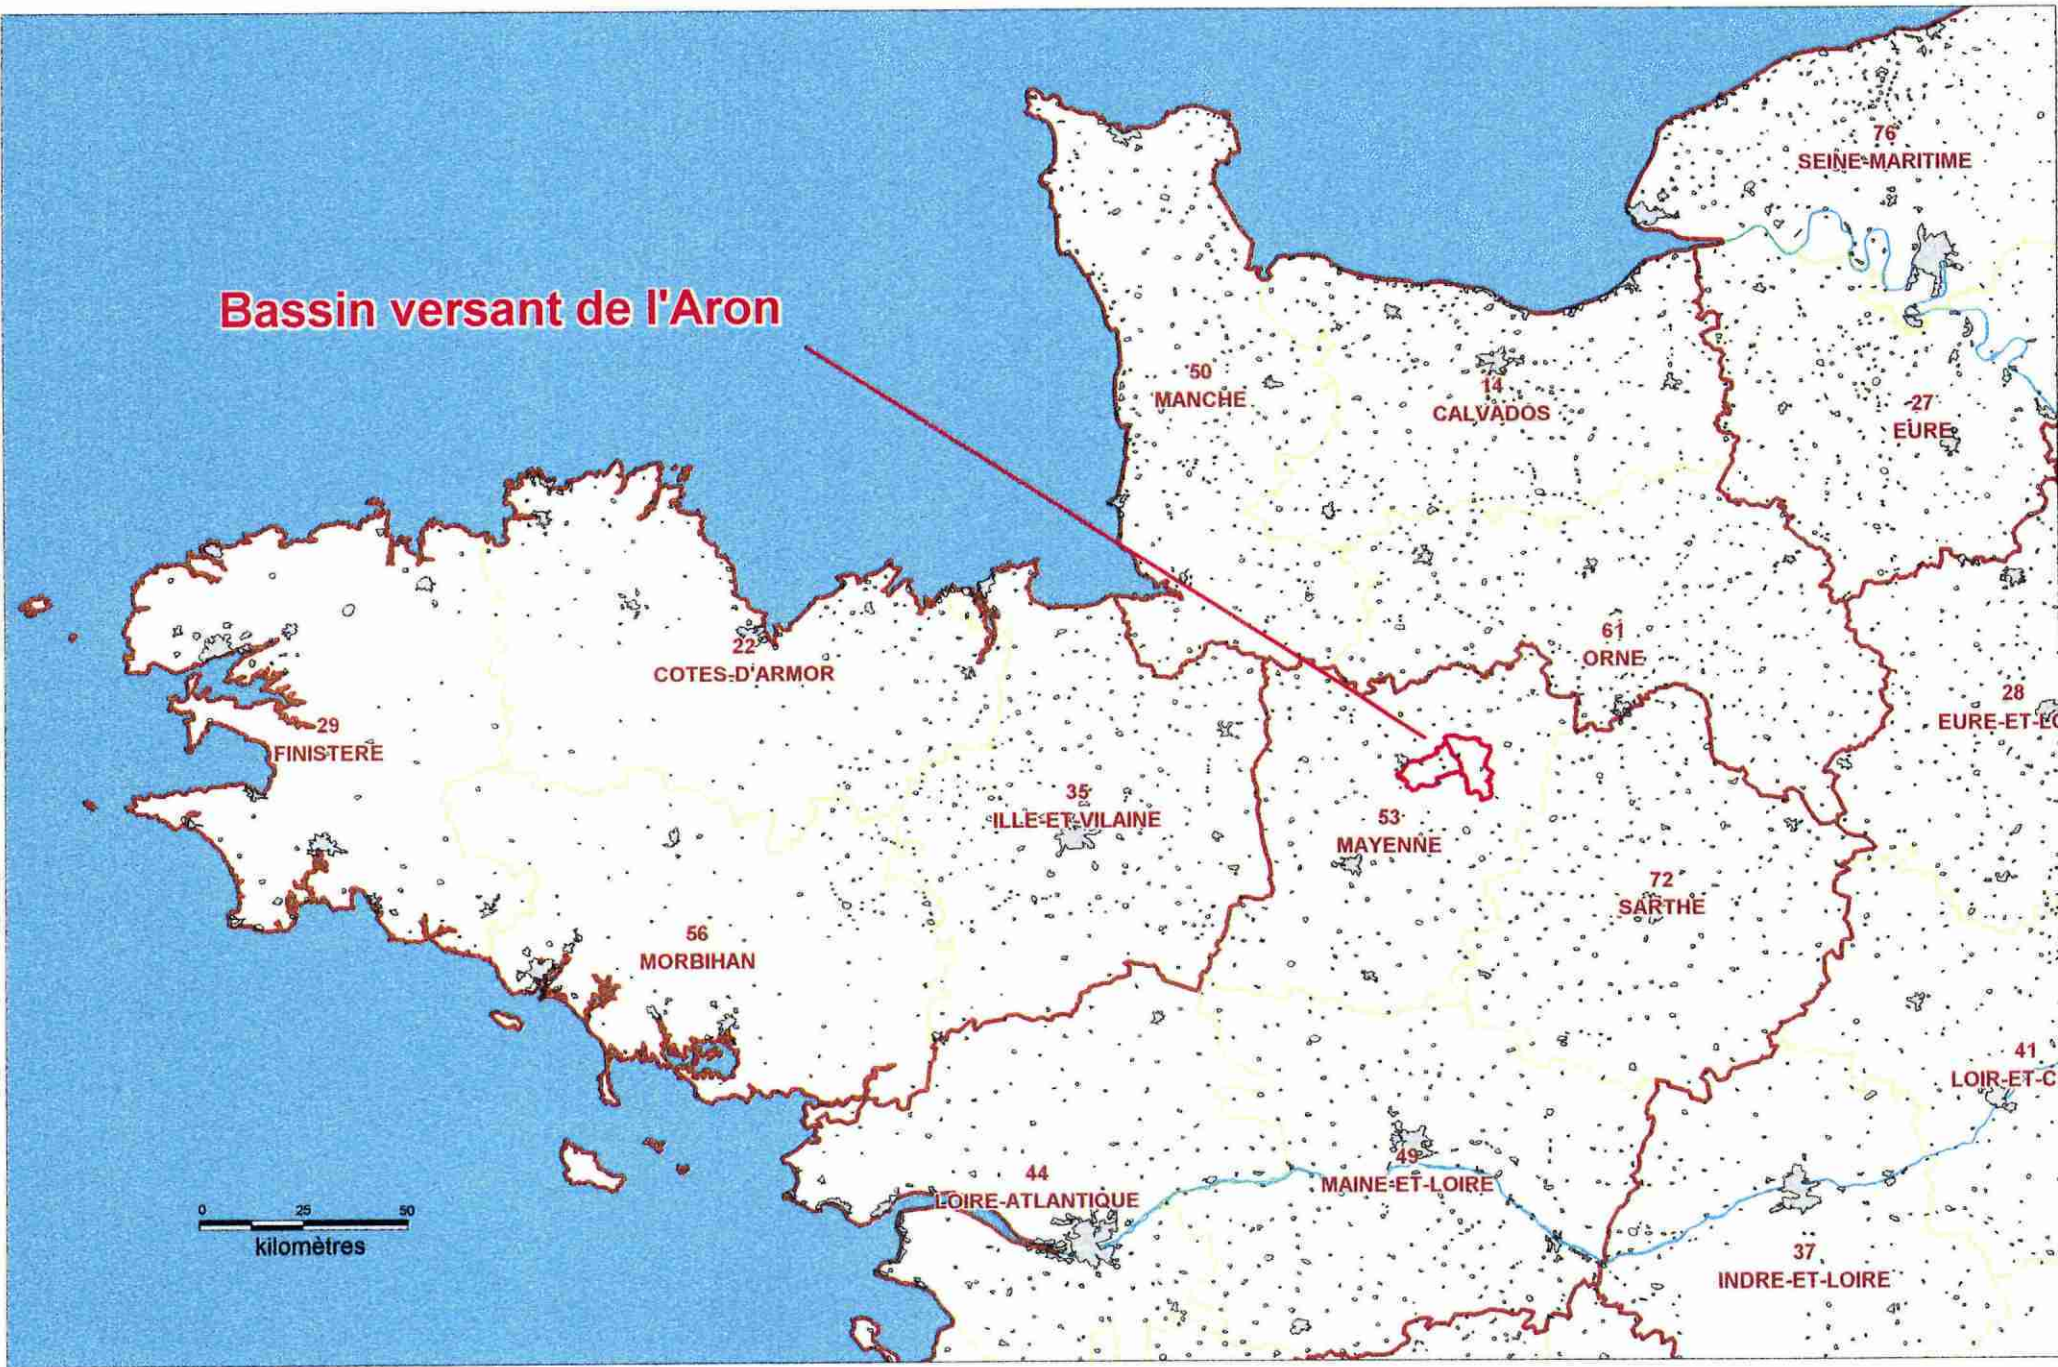 76
SEINE-MARITIME
Bassin versant de l'Aron
50
MANCHE
14
CALVADOS
27
EURE
61
ORNE
22
COTES-D'ARMOR
28
29
FINISTERE
35
ILLE-ET-VILAINE
53
MAYENNE
72
SARTHE
56
MORBIHAN
41
LOIR-ET-C
44
LOIRE-ATLANTIQUE
49
MAINE-ET-LOIRE
0 25 50
kilomètres
37
INDRE-ET-LOIRE